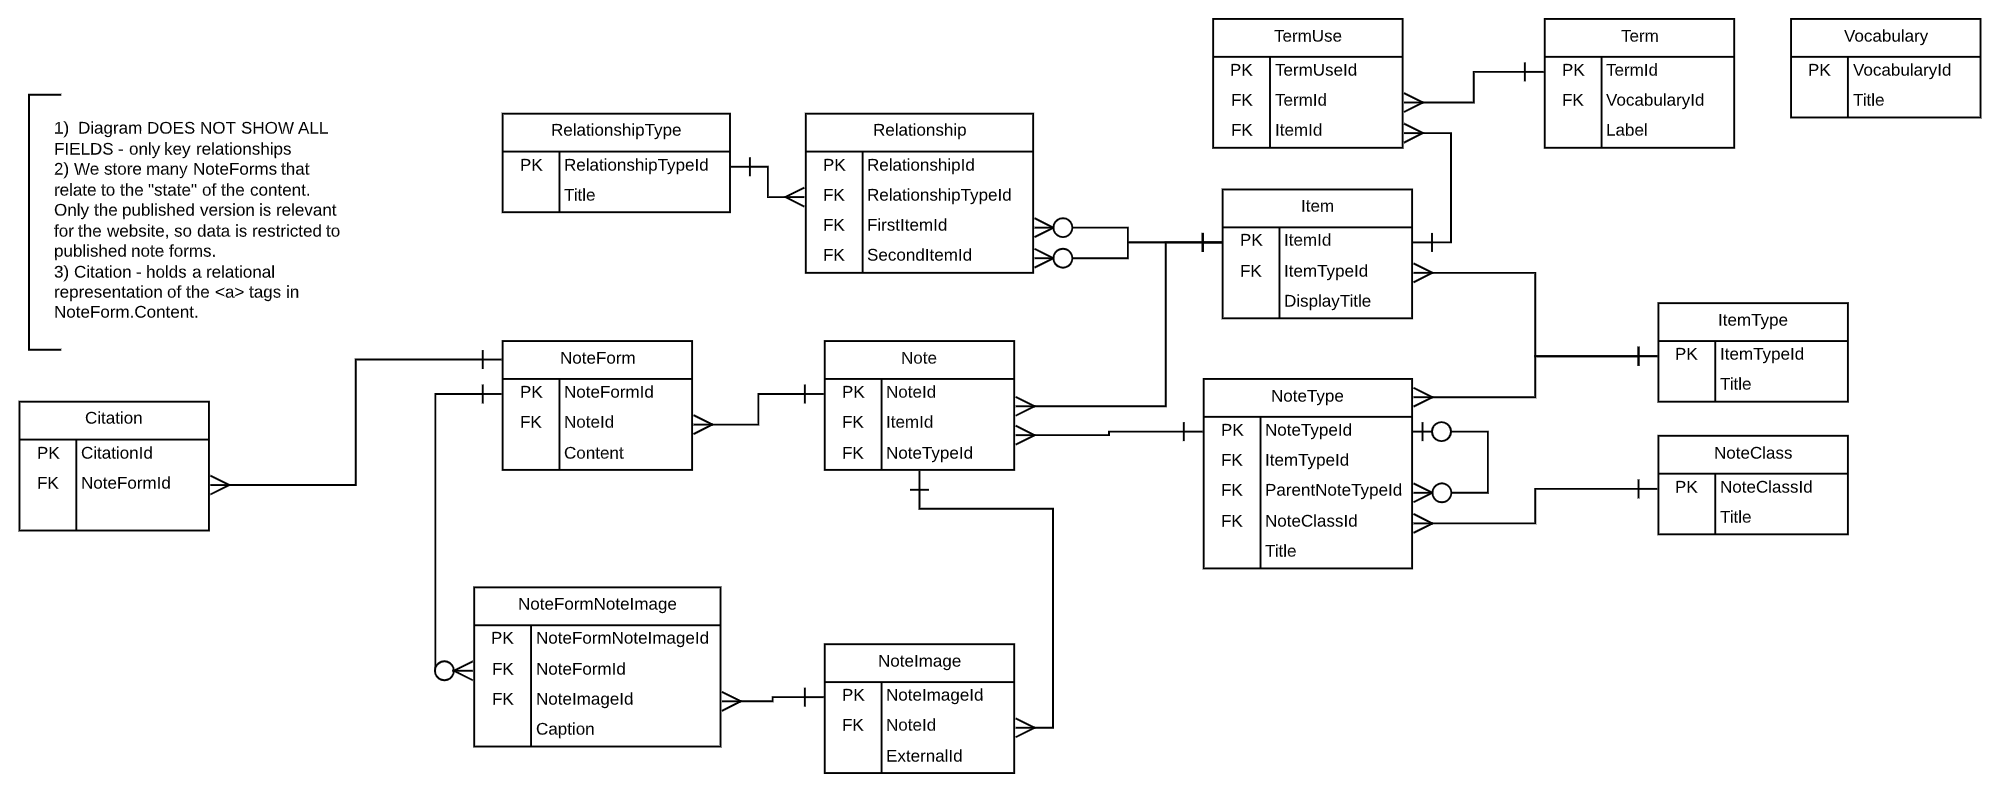 1)  Diagram DOES NOT SHOW ALL
FIELDS - only key relationships
2) We store many NoteForms that
relate to the "state" of the content.
Only the published version is relevant
for the website, so data is restricted to
published note forms.
3) Citation - holds a relational
representation of the <a> tags in
NoteForm.Content.
RelationshipType
PK RelationshipTypeId
Title
Relationship
PK RelationshipId
FK RelationshipTypeId
FK FirstItemId
FK SecondItemId
TermUse
PK TermUseId
FK TermId
FK ItemId
Term
PK TermId
FK VocabularyId
Label
Vocabulary
PK VocabularyId
Title
Item
PK ItemId
FK ItemTypeId
DisplayTitle
ItemType
PK ItemTypeId
Title
Citation
PK CitationId
FK NoteFormId
NoteForm
PK NoteFormId
FK NoteId
Content
Note
PK NoteId
FK ItemId
FK NoteTypeId
NoteType
PK NoteTypeId
FK ItemTypeId
FK ParentNoteTypeId
FK NoteClassId
Title
NoteClass
PK NoteClassId
Title
NoteFormNoteImage
PK NoteFormNoteImageId
FK NoteFormId
FK NoteImageId
Caption
NoteImage
PK NoteImageId
FK NoteId
ExternalId